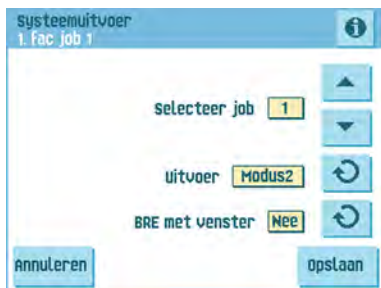 Systeemuitvoer
1. Fac job 1
Selecteer job 1
Uitvoer Modus2
BRE met venster Nee
Annuleren
Opslaan